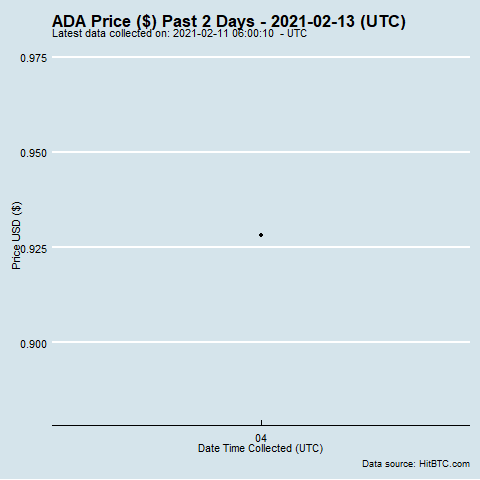 ADA Price ($) Past 2 Days - 2021-02-13 (UTC)
Latest data collected on: 2021-02-11 06:00:10 - UTC
0.975
0.950
0.925
0.900
Price USD ($)
04
Date Time Collected (UTC)
Data source: HitBTC.com